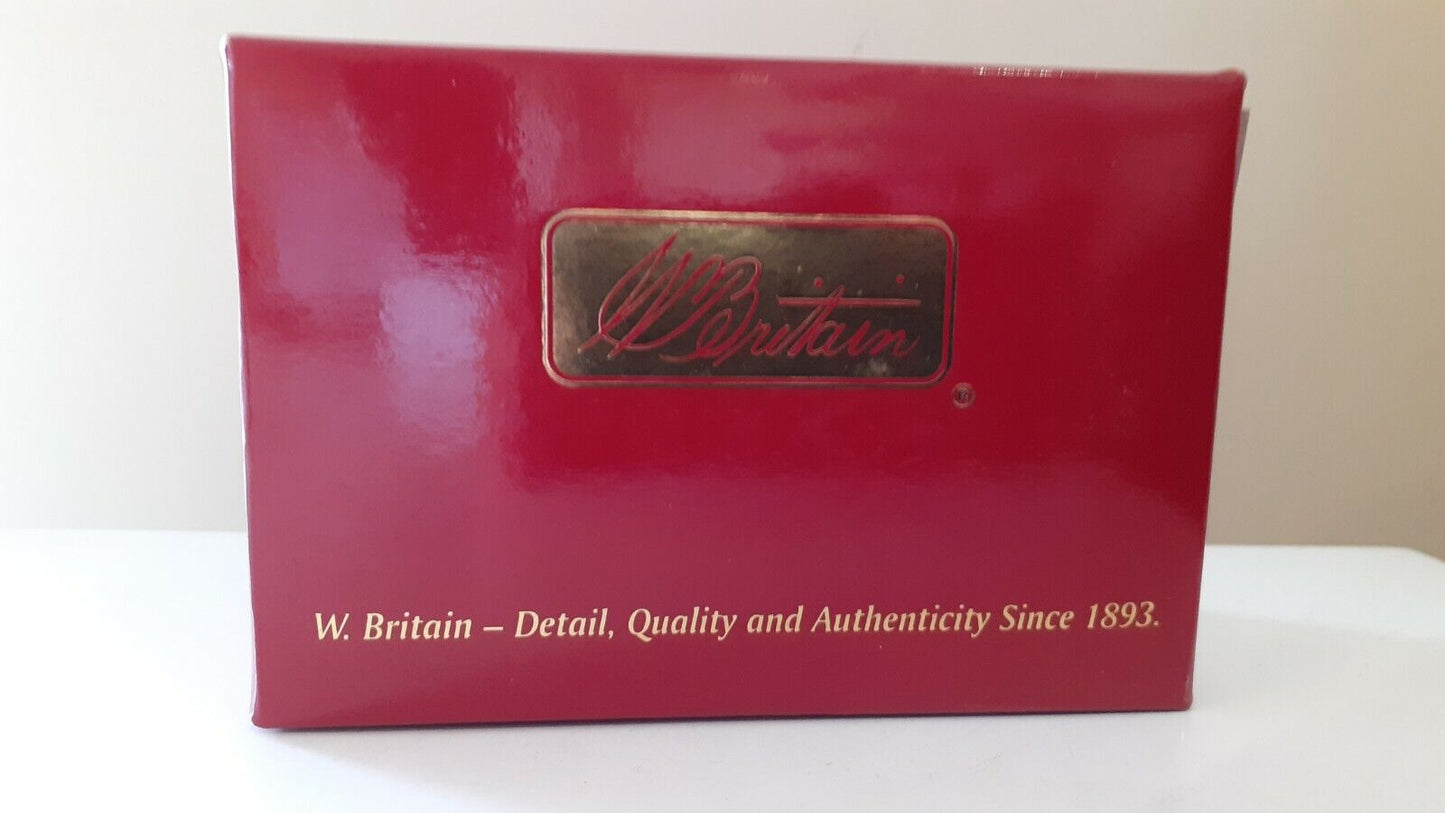 W Britain
®
W. Britain – Detail, Quality and Authenticity Since 1893.